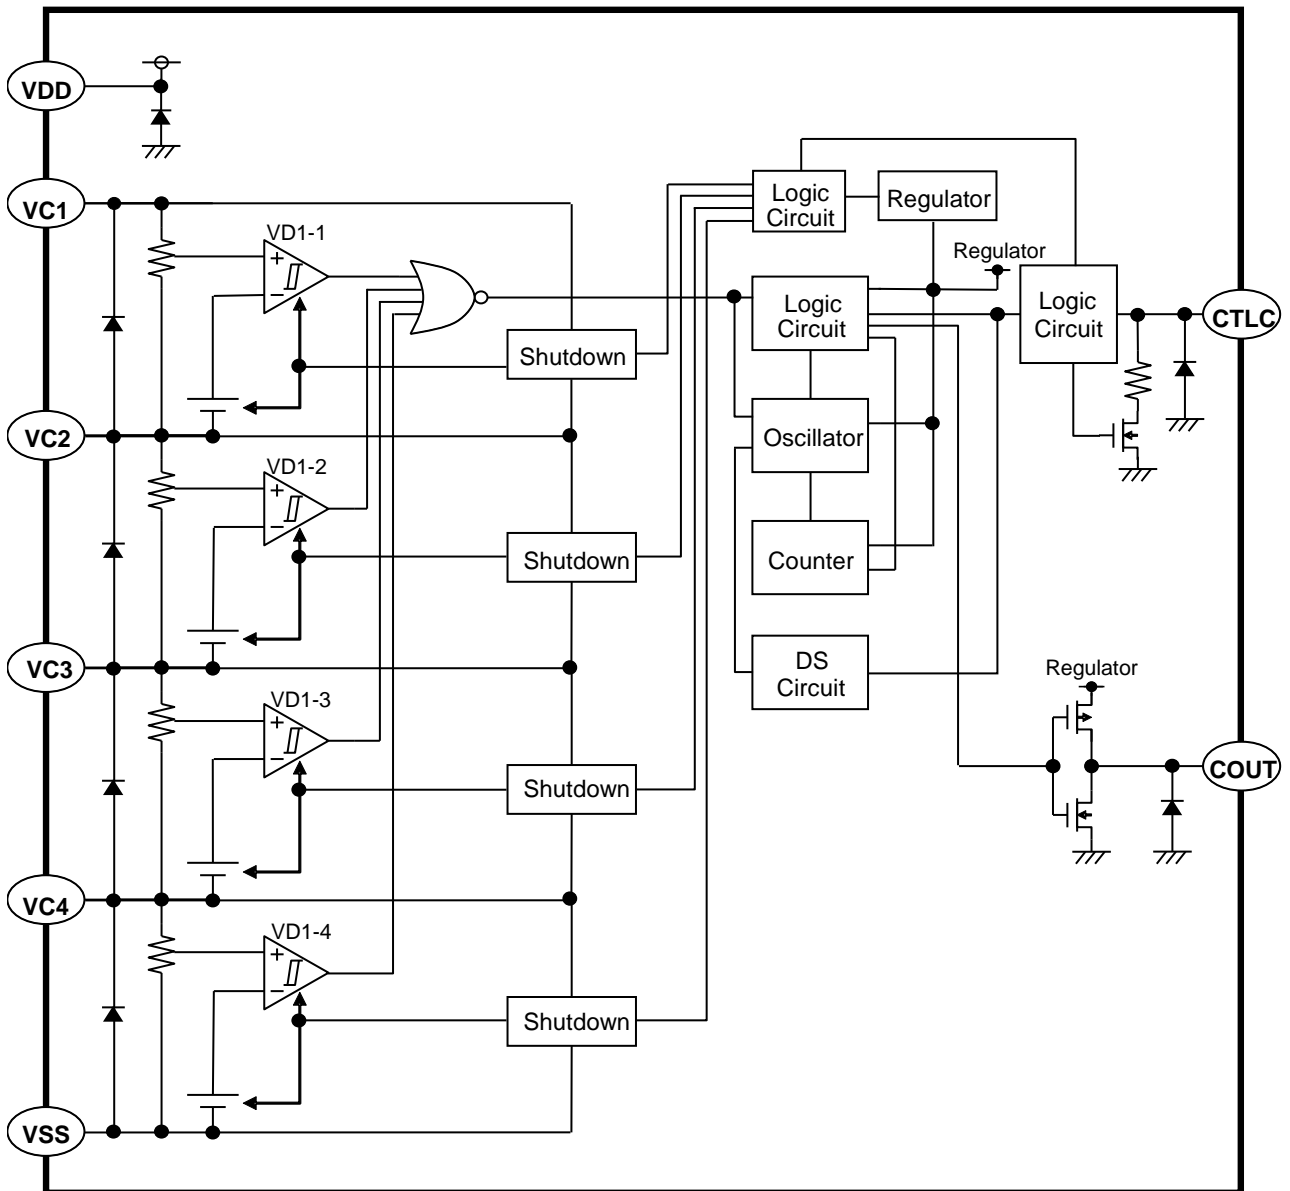 VDD
VC1
VD1-1
+
−
Shutdown
VC2
VD1-2
+
−
Shutdown
VC3
VD1-3
+
−
Shutdown
VC4
VD1-4
+
−
Shutdown
VSS
Logic
Circuit
Regulator
Regulator
Logic
Circuit
Logic
Circuit
CTLC
Oscillator
Counter
DS
Circuit
Regulator
COUT